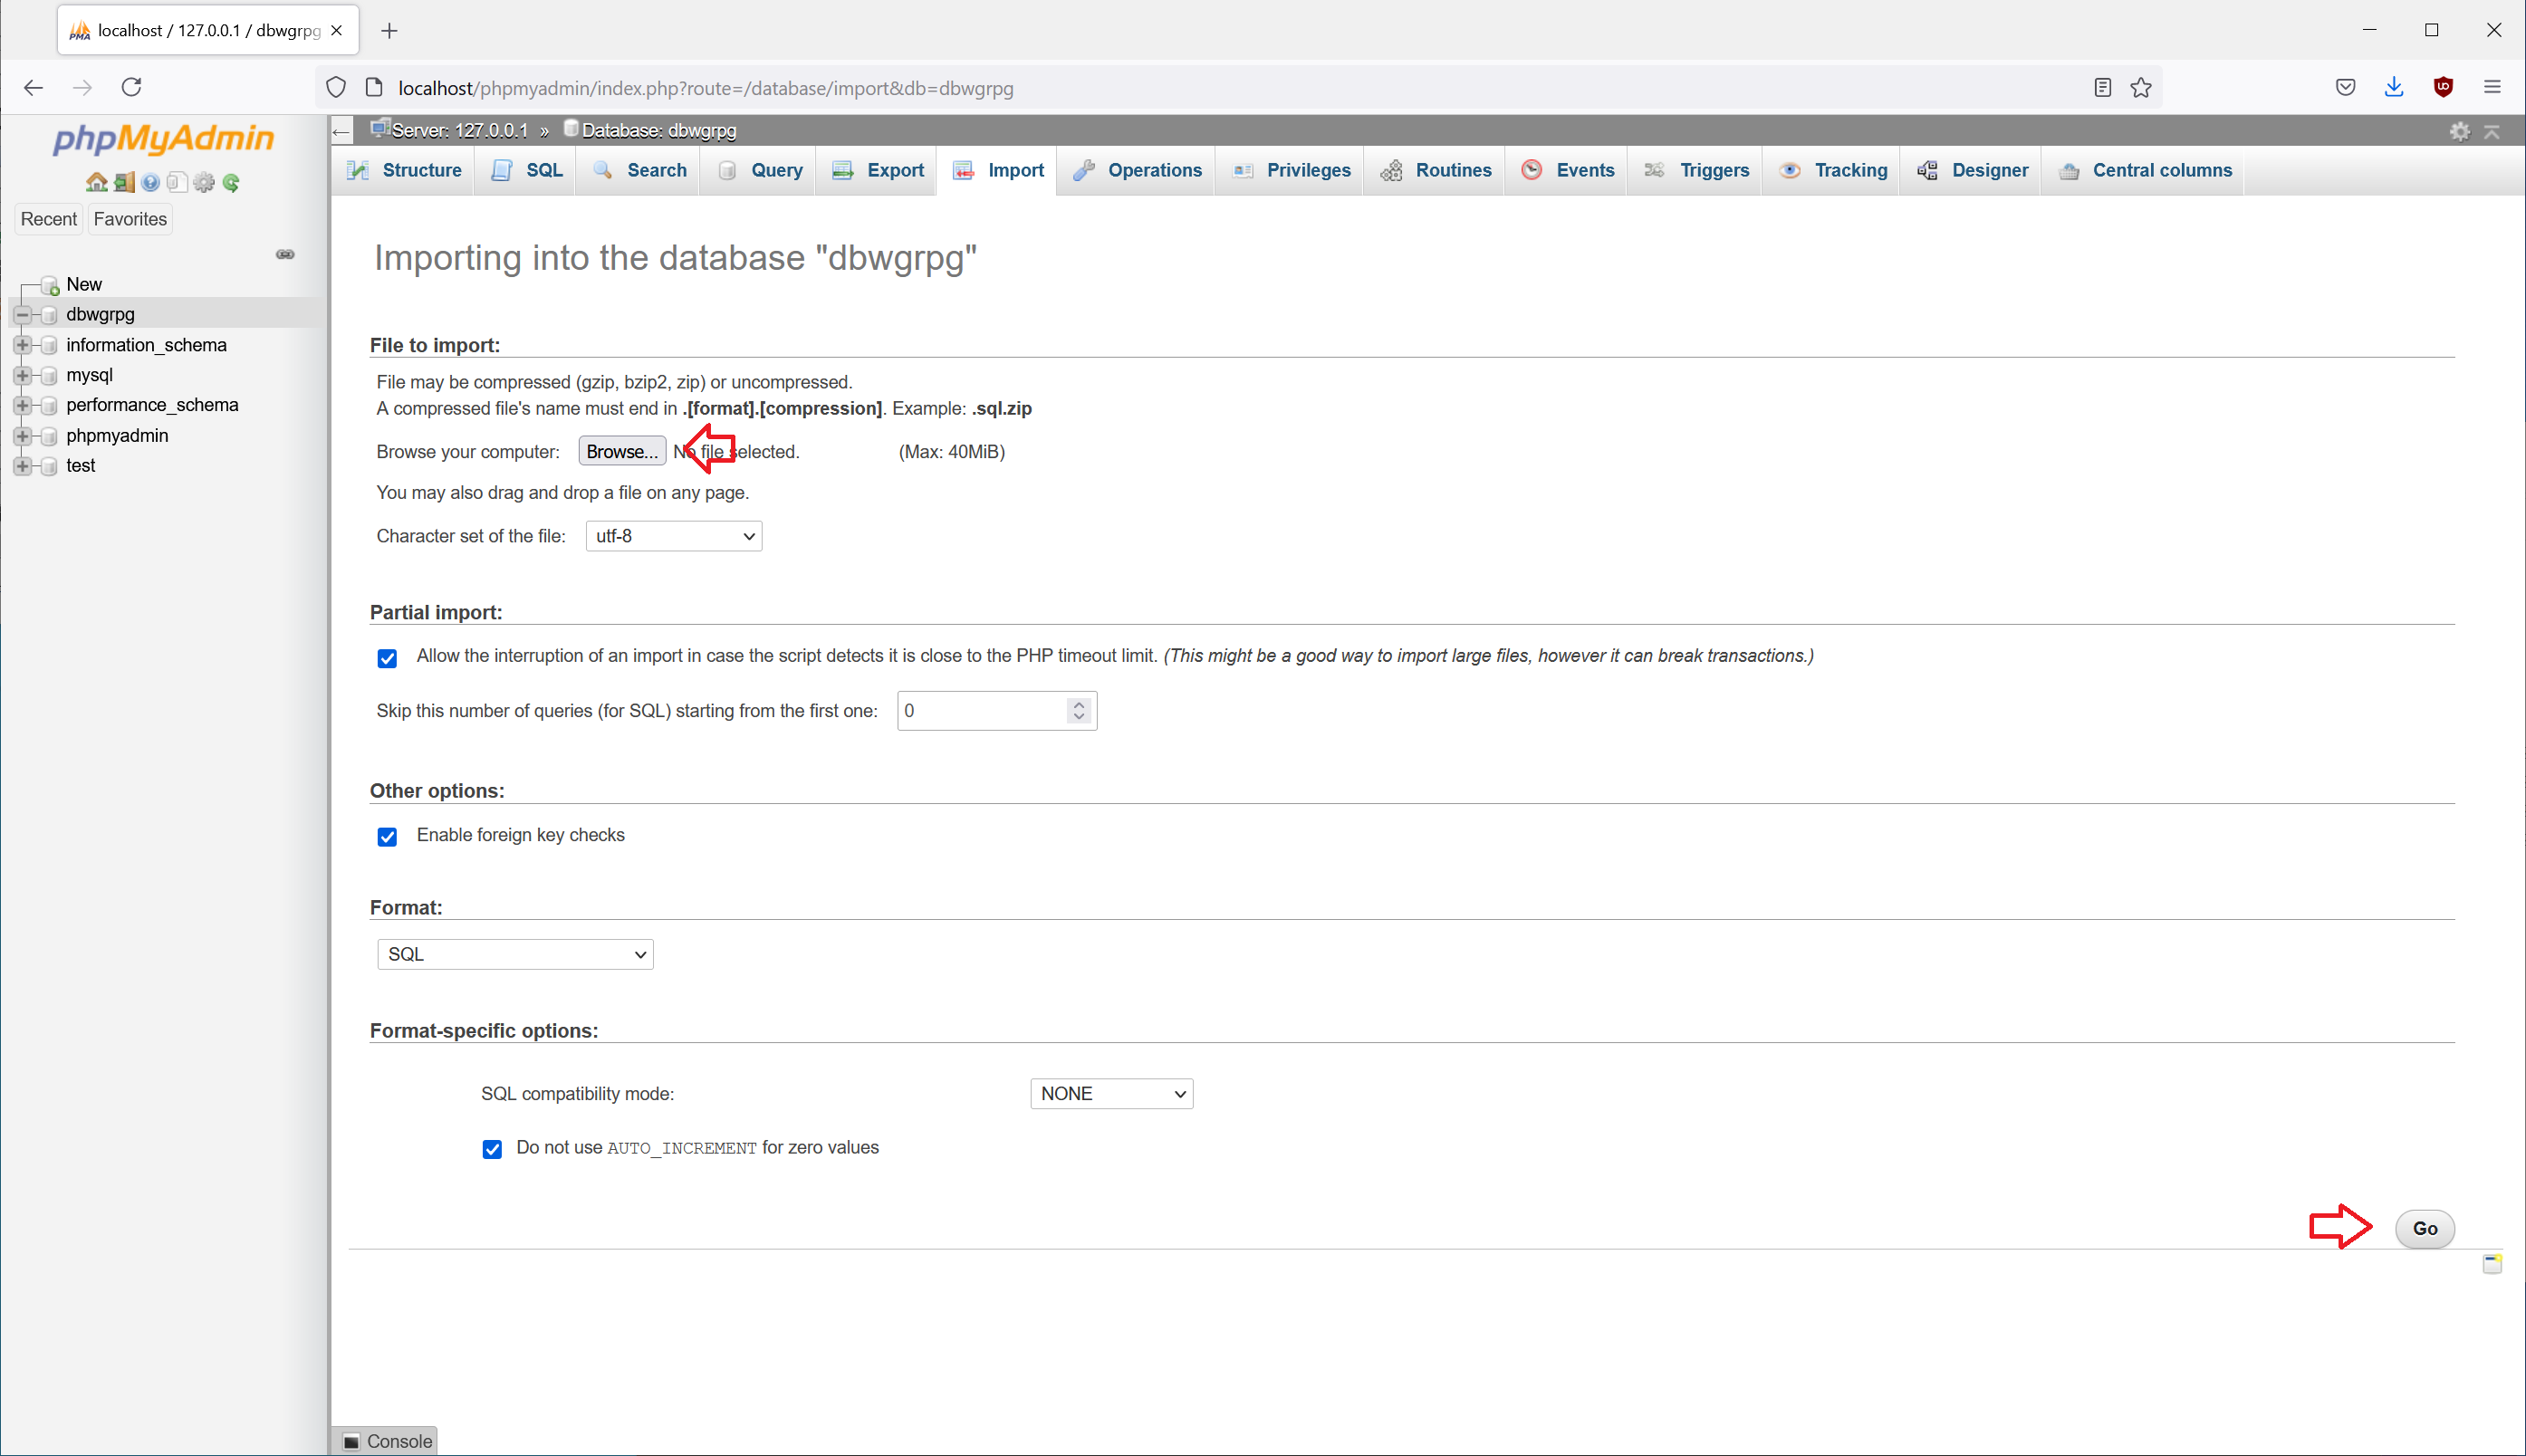 localhost / 127.0.0.1 / dbwgrpg
localhost/phpmyadmin/index.php?route=/database/import&db=dbwgrpg
phpMyAdmin
Recent Favorites
New
dbwgrpg
information_schema
mysql
performance_schema
phpmyadmin
test
Server: 127.0.0.1 » Database: dbwgrpg
Structure SQL Search Query Export Import Operations Privileges Routines Events Triggers Tracking Designer Central columns
Importing into the database "dbwgrpg"
File to import:
File may be compressed (gzip, bzip2, zip) or uncompressed.
A compressed file's name must end in .[format].[compression]. Example: .sql.zip
Browse your computer: Browse... No file selected. (Max: 40MiB)
You may also drag and drop a file on any page.
Character set of the file: utf-8
Partial import:
Allow the interruption of an import in case the script detects it is close to the PHP timeout limit. (This might be a good way to import large files, however it can break transactions.)
Skip this number of queries (for SQL) starting from the first one: 0
Other options:
Enable foreign key checks
Format:
SQL
Format-specific options:
SQL compatibility mode: NONE
Do not use AUTO_INCREMENT for zero values
Go
Console